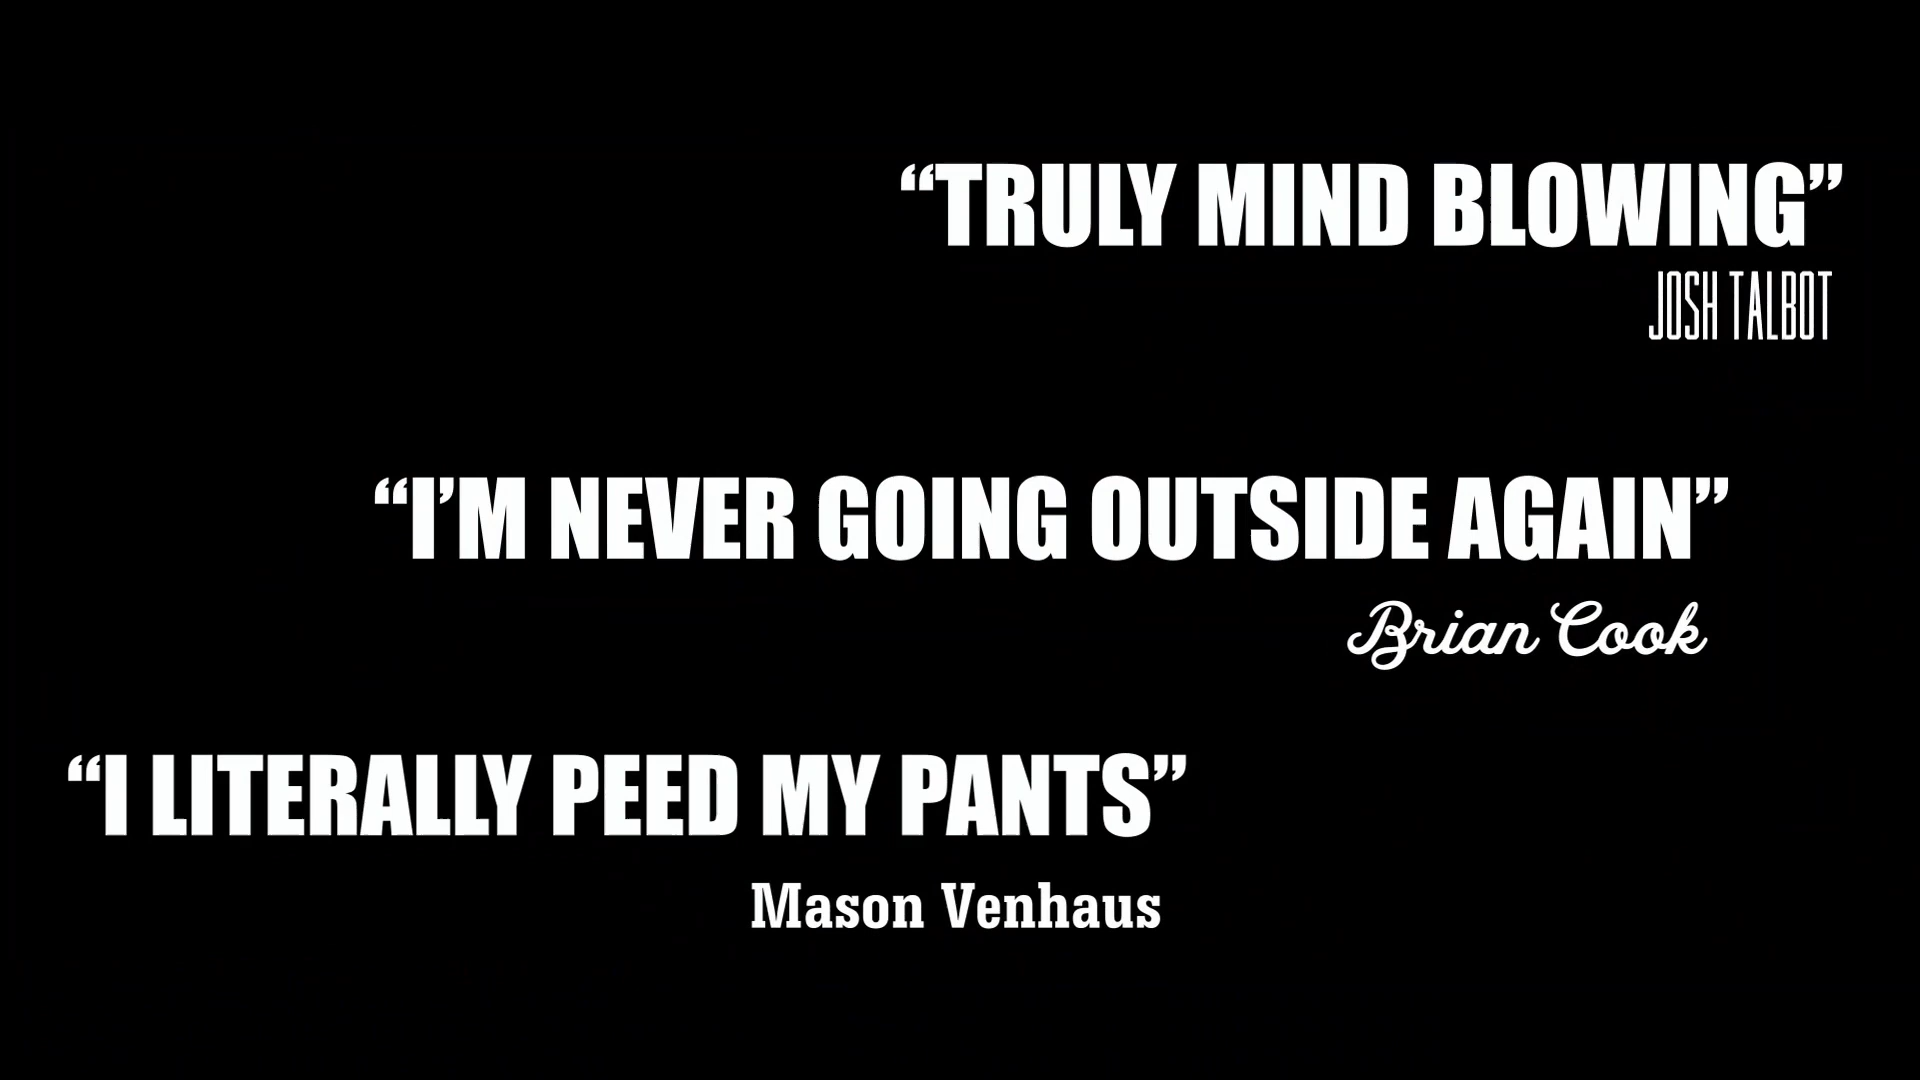 “TRULY MIND BLOWING”
JOSH TALBOT
“I’M NEVER GOING OUTSIDE AGAIN”
Brian Cook
“I LITERALLY PEED MY PANTS”
Mason Venhaus